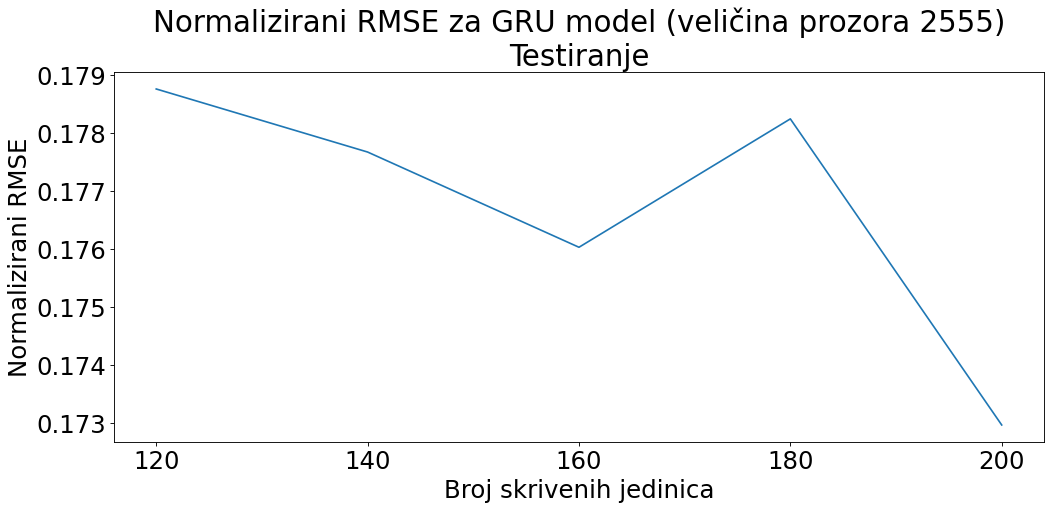 Normalizirani RMSE za GRU model (veličina prozora 2555)
Testiranje
Normalizirani RMSE
0.179
0.178
0.177
0.176
0.175
0.174
0.173
120 140 160 180 200
Broj skrivenih jedinica